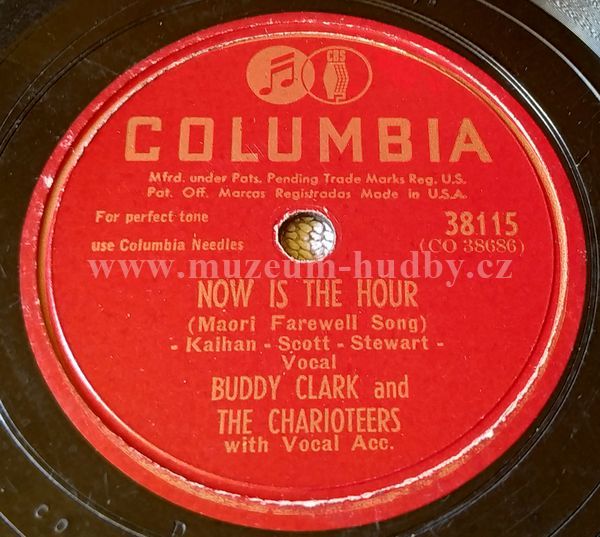 CBS
COLUMBIA
Mfrd. under Pats. Pending Trade Marks Reg. U.S.
Pat. Off. Marcas Registradas Made in U.S.A.
For perfect tone
use Columbia Needles
38115
(CO 38686)
www.muzeum-hudby.cz
NOW IS THE HOUR
(Maori Farewell Song)
- Kaihan - Scott - Stewart -
Vocal
BUDDY CLARK and
THE CHARIOTEERS
with Vocal Acc.
CO